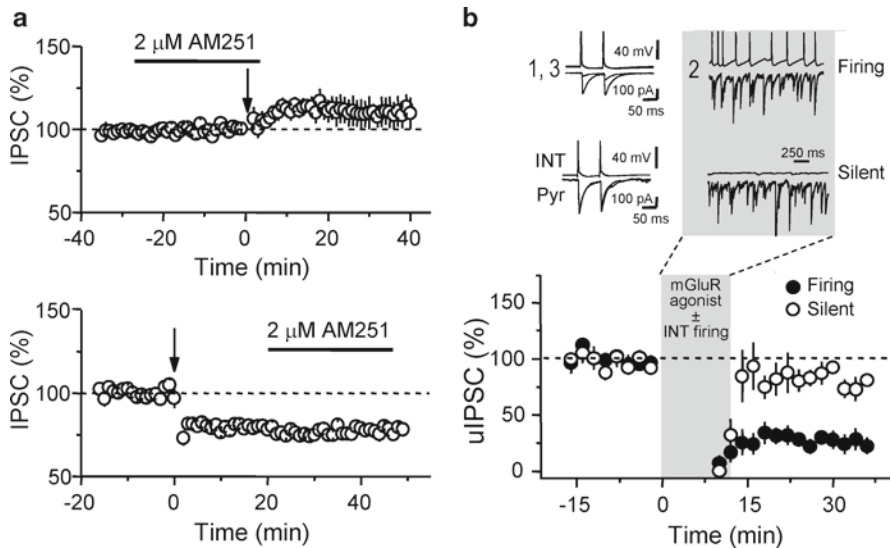 a
2 µM AM251
IPSC (%)
150
100
50
-40
-20
0
20
40
Time (min)
2 µM AM251
IPSC (%)
150
100
50
-20
0
20
40
Time (min)
b
1, 3
40 mV
100 pA
50 ms
2
Firing
INT
Pyr
40 mV
100 pA
50 ms
250 ms
Silent
mGluR
agonist
±
INT firing
Firing
Silent
uIPSC (%)
150
100
50
0
-15
0
15
30
Time (min)